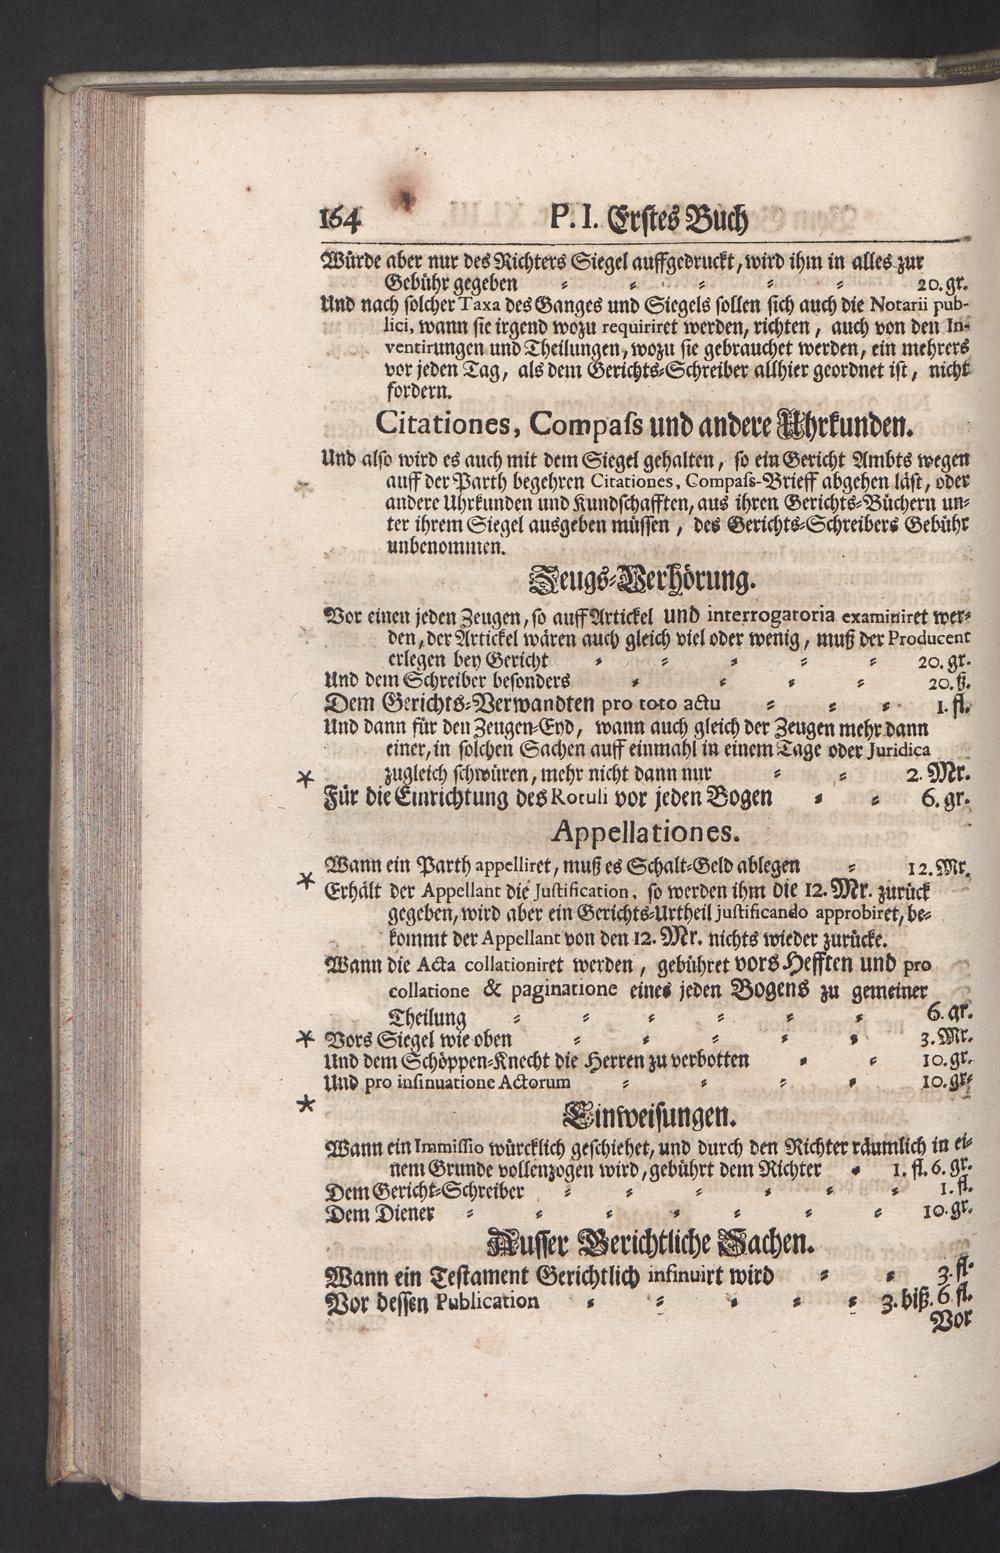 164 P. I. Erstes Buch
Würde aber nur des Richters Siegel auffgedruckt, wird ihm in alles zur
Gebühr gegeben ⸗ ⸗ ⸗ ⸗ ⸗ 20. gr.
Und nach solcher Taxa des Ganges und Siegels sollen sich auch die Notarii pub-
lici, wann sie irgend wozu requiriret werden, richten, auch von den In-
ventirungen und Theilungen, wozu sie gebrauchet werden, ein mehrers
vor jeden Tag, als dem Gerichts⸗Schreiber allhier geordnet ist, nicht
fordern.
Citationes, Compaſs und andere Uhrkunden.
Und also wird es auch mit dem Siegel gehalten, so ein Gericht Ambts wegen
auff der Parth begehren Citationes, Compaſs-Brieff abgehen läst, oder
andere Uhrkunden und Kundschafften, aus ihren Gerichts⸗Büchern un⸗
ter ihrem Siegel ausgeben müssen, des Gerichts⸗Schreibers Gebühr
unbenommen.
Zeugs⸗Verhörung.
Vor einen jeden Zeugen, so auff Artickel und interrogatoria examiniret wer⸗
den, der Artickel wären auch gleich viel oder wenig, muß der Producent
erlegen bey Gericht ⸗ ⸗ ⸗ ⸗ ⸗ 20. gr.
Und dem Schreiber besonders ⸗ ⸗ ⸗ ⸗ 20. ß.
Dem Gerichts⸗Verwandten pro toto actu ⸗ ⸗ ⸗ 1. fl.
Und dann für den Zeugen⸗Eyd, wann auch gleich der Zeugen mehr dann
einer, in solchen Sachen auff einmahl in einem Tage oder Juridica
zugleich schwüren, mehr nicht dann nur ⸗ ⸗ 2. Mr.
* Für die Einrichtung des Rotuli vor jeden Bogen ⸗ ⸗ 6. gr.
Appellationes.
Wann ein Parth appelliret, muß es Schalt⸗Geld ablegen ⸗ 12. Mr.
* Erhält der Appellant die Justification, so werden ihm die 12. Mr. zurück
gegeben, wird aber ein Gerichts⸗Urtheil justificando approbiret, be⸗
kommt der Appellant von den 12. Mr. nichts wieder zurücke.
Wann die Acta collationiret werden, gebühret vors Hefften und pro
collatione & paginatione eines jeden Bogens zu gemeiner
Theilung ⸗ ⸗ ⸗ ⸗ ⸗ ⸗ 6. gr.
* Vors Siegel wie oben ⸗ ⸗ ⸗ ⸗ 3. Mr.
Und dem Schöppen⸗Knecht die Herren zu verbotten ⸗ ⸗ 10. gr.
Und pro insinuatione Actorum ⸗ ⸗ ⸗ ⸗ 10. gr.
*
Einweisungen.
Wann ein Immissio würcklich geschiehet, und durch den Richter räumlich in ei⸗
nem Grunde vollenzogen wird, gebührt dem Richter ⸗ 1. fl. 6. gr.
Dem Gericht⸗Schreiber ⸗ ⸗ ⸗ ⸗ ⸗ ⸗ 1. fl.
Dem Diener ⸗ ⸗ ⸗ ⸗ ⸗ ⸗ ⸗ 10. gr.
Ausser Gerichtliche Sachen.
Wann ein Testament Gerichtlich insinuirt wird ⸗ ⸗ 3. fl.
Vor dessen Publication ⸗ ⸗ ⸗ ⸗ ⸗ 3. biß. 6 fl.
Vor